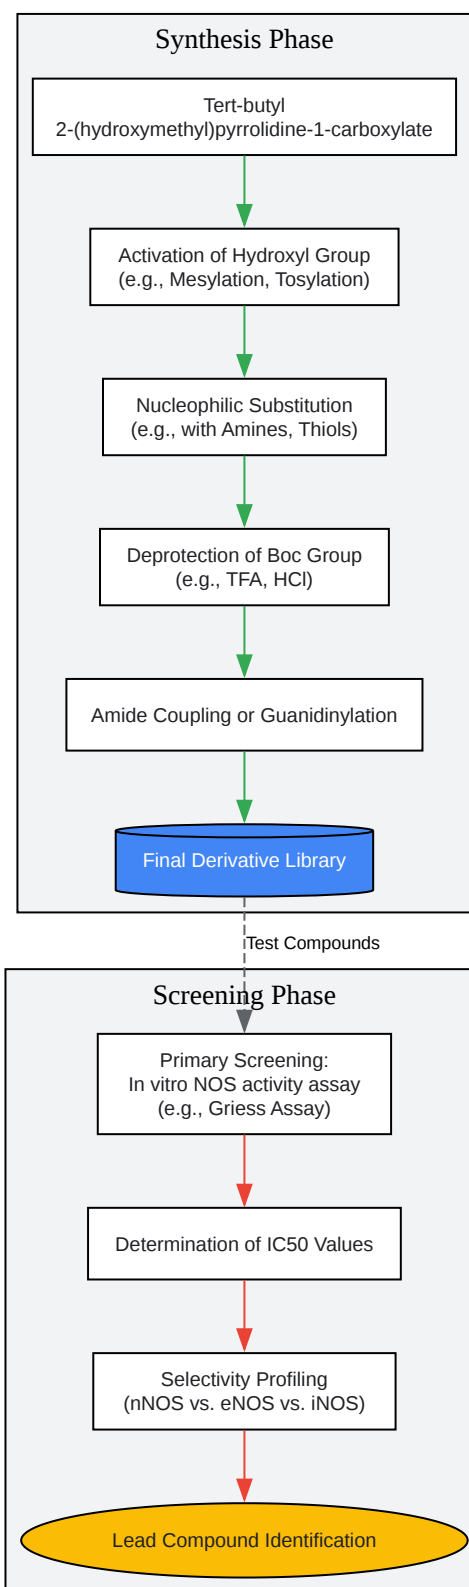 Synthesis Phase
Tert-butyl
2-(hydroxymethyl)pyrrolidine-1-carboxylate
Activation of Hydroxyl Group
(e.g., Mesylation, Tosylation)
Nucleophilic Substitution
(e.g., with Amines, Thiols)
Deprotection of Boc Group
(e.g., TFA, HCl)
Amide Coupling or Guanidinylation
Final Derivative Library
Test Compounds
Screening Phase
Primary Screening:
In vitro NOS activity assay
(e.g., Griess Assay)
Determination of IC50 Values
Selectivity Profiling
(nNOS vs. eNOS vs. iNOS)
Lead Compound Identification